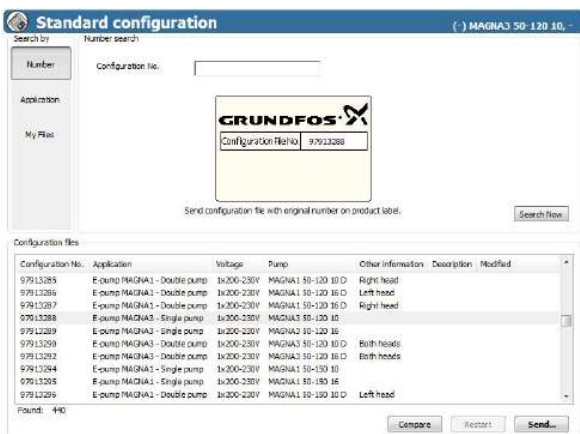 Standard configuration (-) MAGNA3 50-120 10, -
Search by Number search
Number
Configuration No.
Application
My Files
GRUNDFOS
Configuration File No. 97913288
Send configuration file with original number on product label.
Search Now
Configuration files
Configuration No. Application Voltage Pump Other information Description Modified
97913285 E-pump MAGNA1 - Double pump 1x200-230V MAGNA1 50-120 10 D Right head
97913286 E-pump MAGNA1 - Double pump 1x200-230V MAGNA1 50-120 16 D Left head
97913287 E-pump MAGNA1 - Double pump 1x200-230V MAGNA1 50-120 16 D Right head
97913288 E-pump MAGNA3 - Single pump 1x200-230V MAGNA3 50-120 10
97913289 E-pump MAGNA3 - Single pump 1x200-230V MAGNA3 50-120 16
97913290 E-pump MAGNA3 - Double pump 1x200-230V MAGNA3 50-120 10 D Both heads
97913292 E-pump MAGNA3 - Double pump 1x200-230V MAGNA3 50-120 16 D Both heads
97913294 E-pump MAGNA1 - Single pump 1x200-230V MAGNA1 50-150 10
97913295 E-pump MAGNA1 - Single pump 1x200-230V MAGNA1 50-150 16
97913296 E-pump MAGNA1 - Double pump 1x200-230V MAGNA1 50-150 10 D Left head
Found: 440
Compare Restart Send...